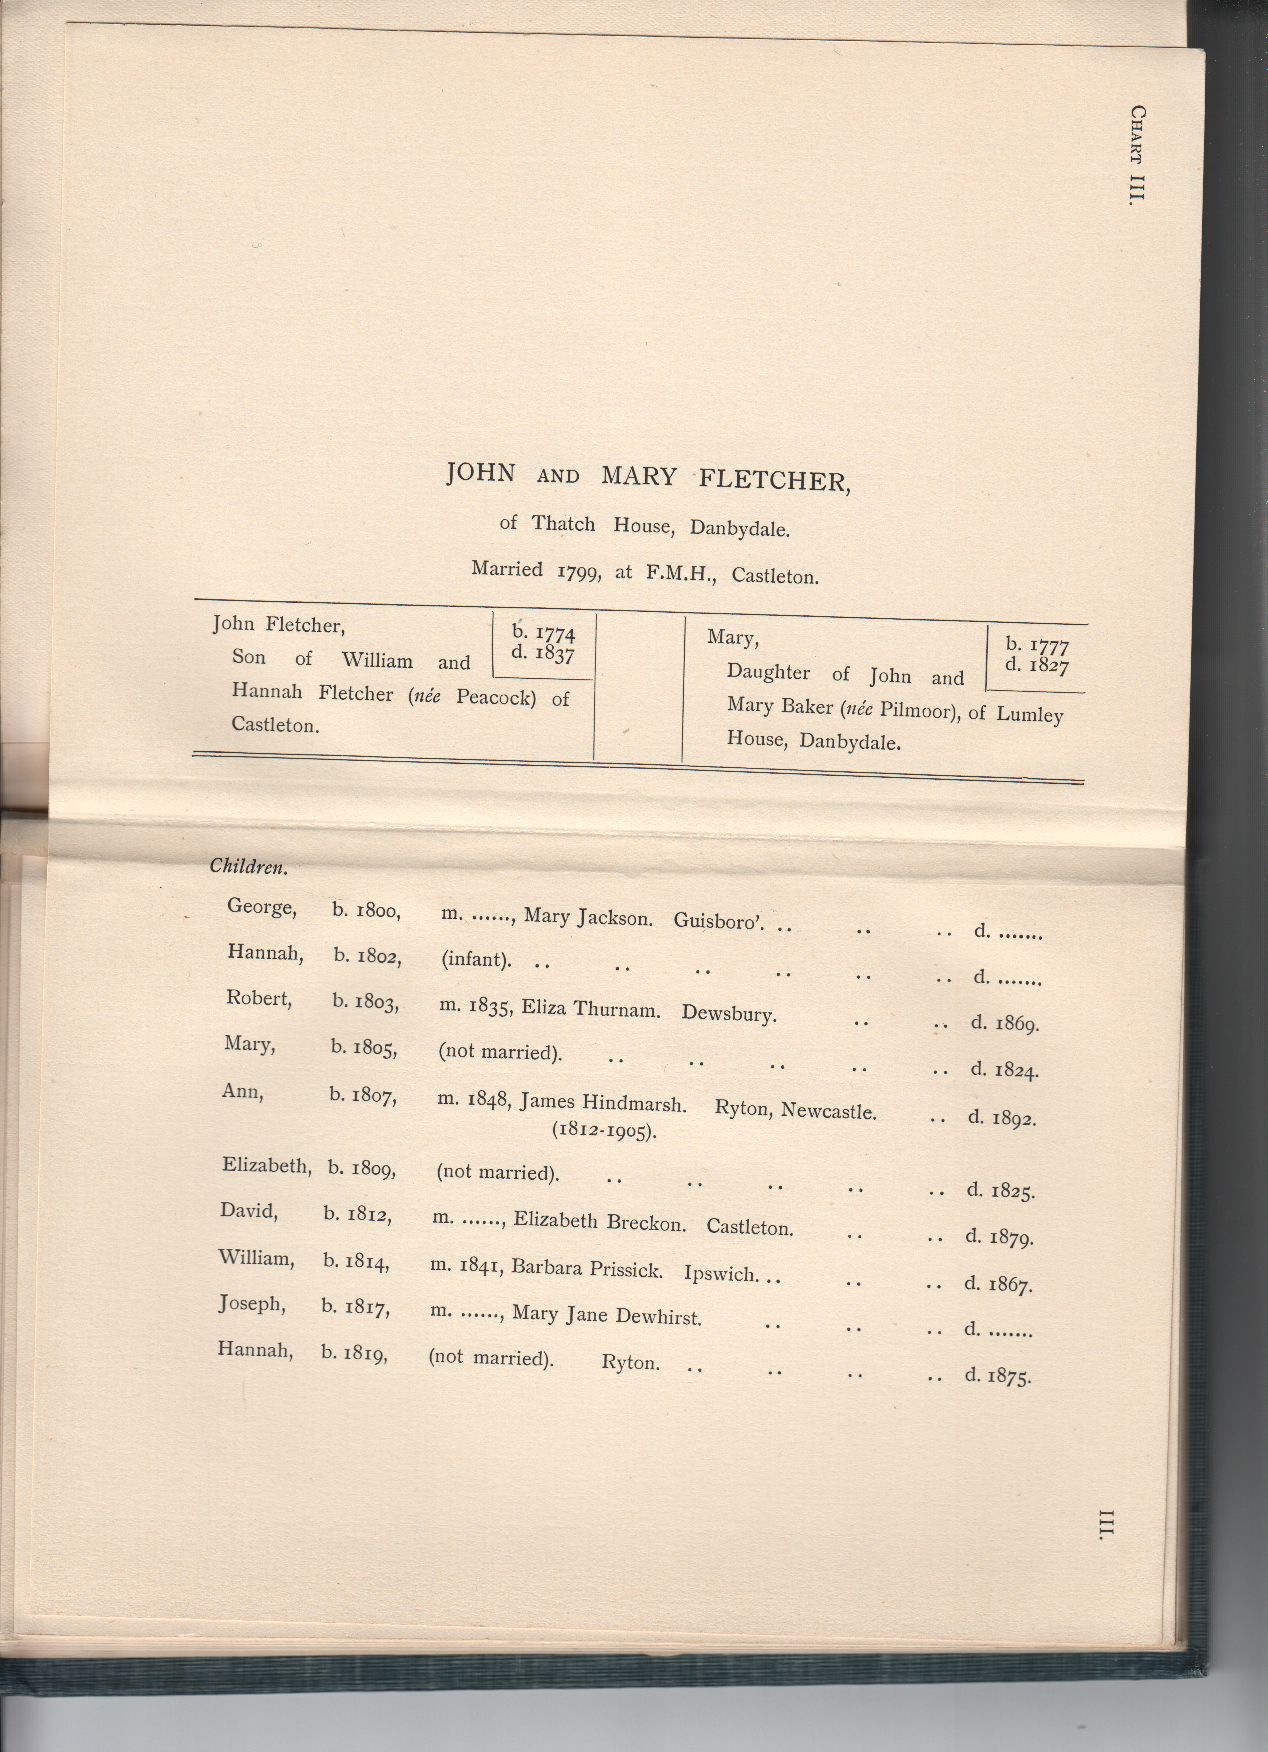 CHART III.
JOHN AND MARY FLETCHER,
of Thatch House, Danbydale.
Married 1799, at F.M.H., Castleton.
John Fletcher,
b. 1774
d. 1837
Son of William and
Hannah Fletcher (née Peacock) of
Castleton.
Mary,
b. 1777
d. 1827
Daughter of John and
Mary Baker (née Pilmoor), of Lumley
House, Danbydale.
Children.
George, b. 1800, m. ......, Mary Jackson. Guisboro'. .. .. .. d. .......
Hannah, b. 1802, (infant). .. .. .. .. .. .. d. .......
Robert, b. 1803, m. 1835, Eliza Thurnam. Dewsbury. .. .. d. 1869.
Mary, b. 1805, (not married). .. .. .. .. .. d. 1824.
Ann, b. 1807, m. 1848, James Hindmarsh. Ryton, Newcastle. .. d. 1892.
(1812-1905).
Elizabeth, b. 1809, (not married). .. .. .. .. .. d. 1825.
David, b. 1812, m. ......, Elizabeth Breckon. Castleton. .. .. d. 1879.
William, b. 1814, m. 1841, Barbara Prissick. Ipswich. .. .. .. d. 1867.
Joseph, b. 1817, m. ......, Mary Jane Dewhirst. .. .. .. d. .......
Hannah, b. 1819, (not married). Ryton. .. .. .. .. d. 1875.
III.